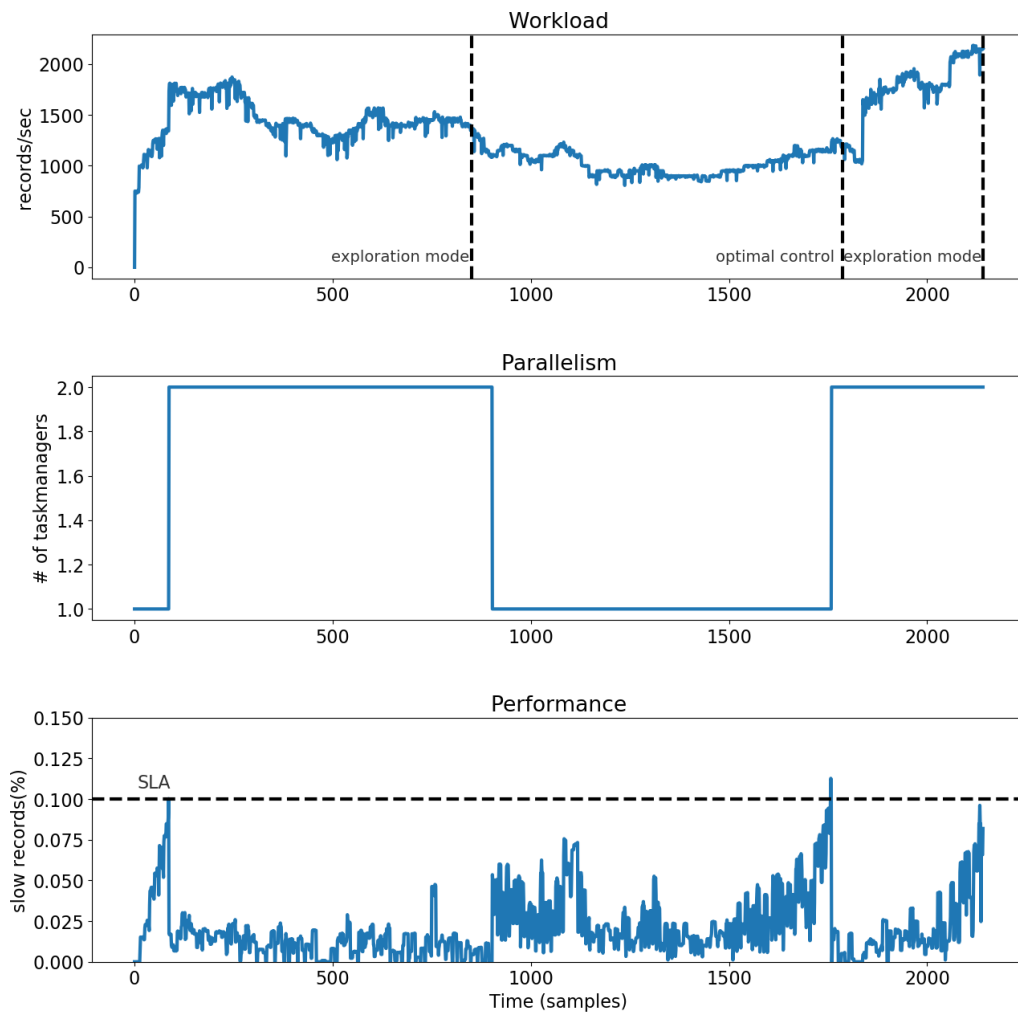 Workload
records/sec
2000
1500
1000
500
0
exploration mode
optimal control
exploration mode
0 500 1000 1500 2000
Parallelism
# of taskmanagers
2.0
1.8
1.6
1.4
1.2
1.0
0 500 1000 1500 2000
Performance
slow records(%)
0.150
0.125
0.100
0.075
0.050
0.025
0.000
SLA
0 500 1000 1500 2000
Time (samples)